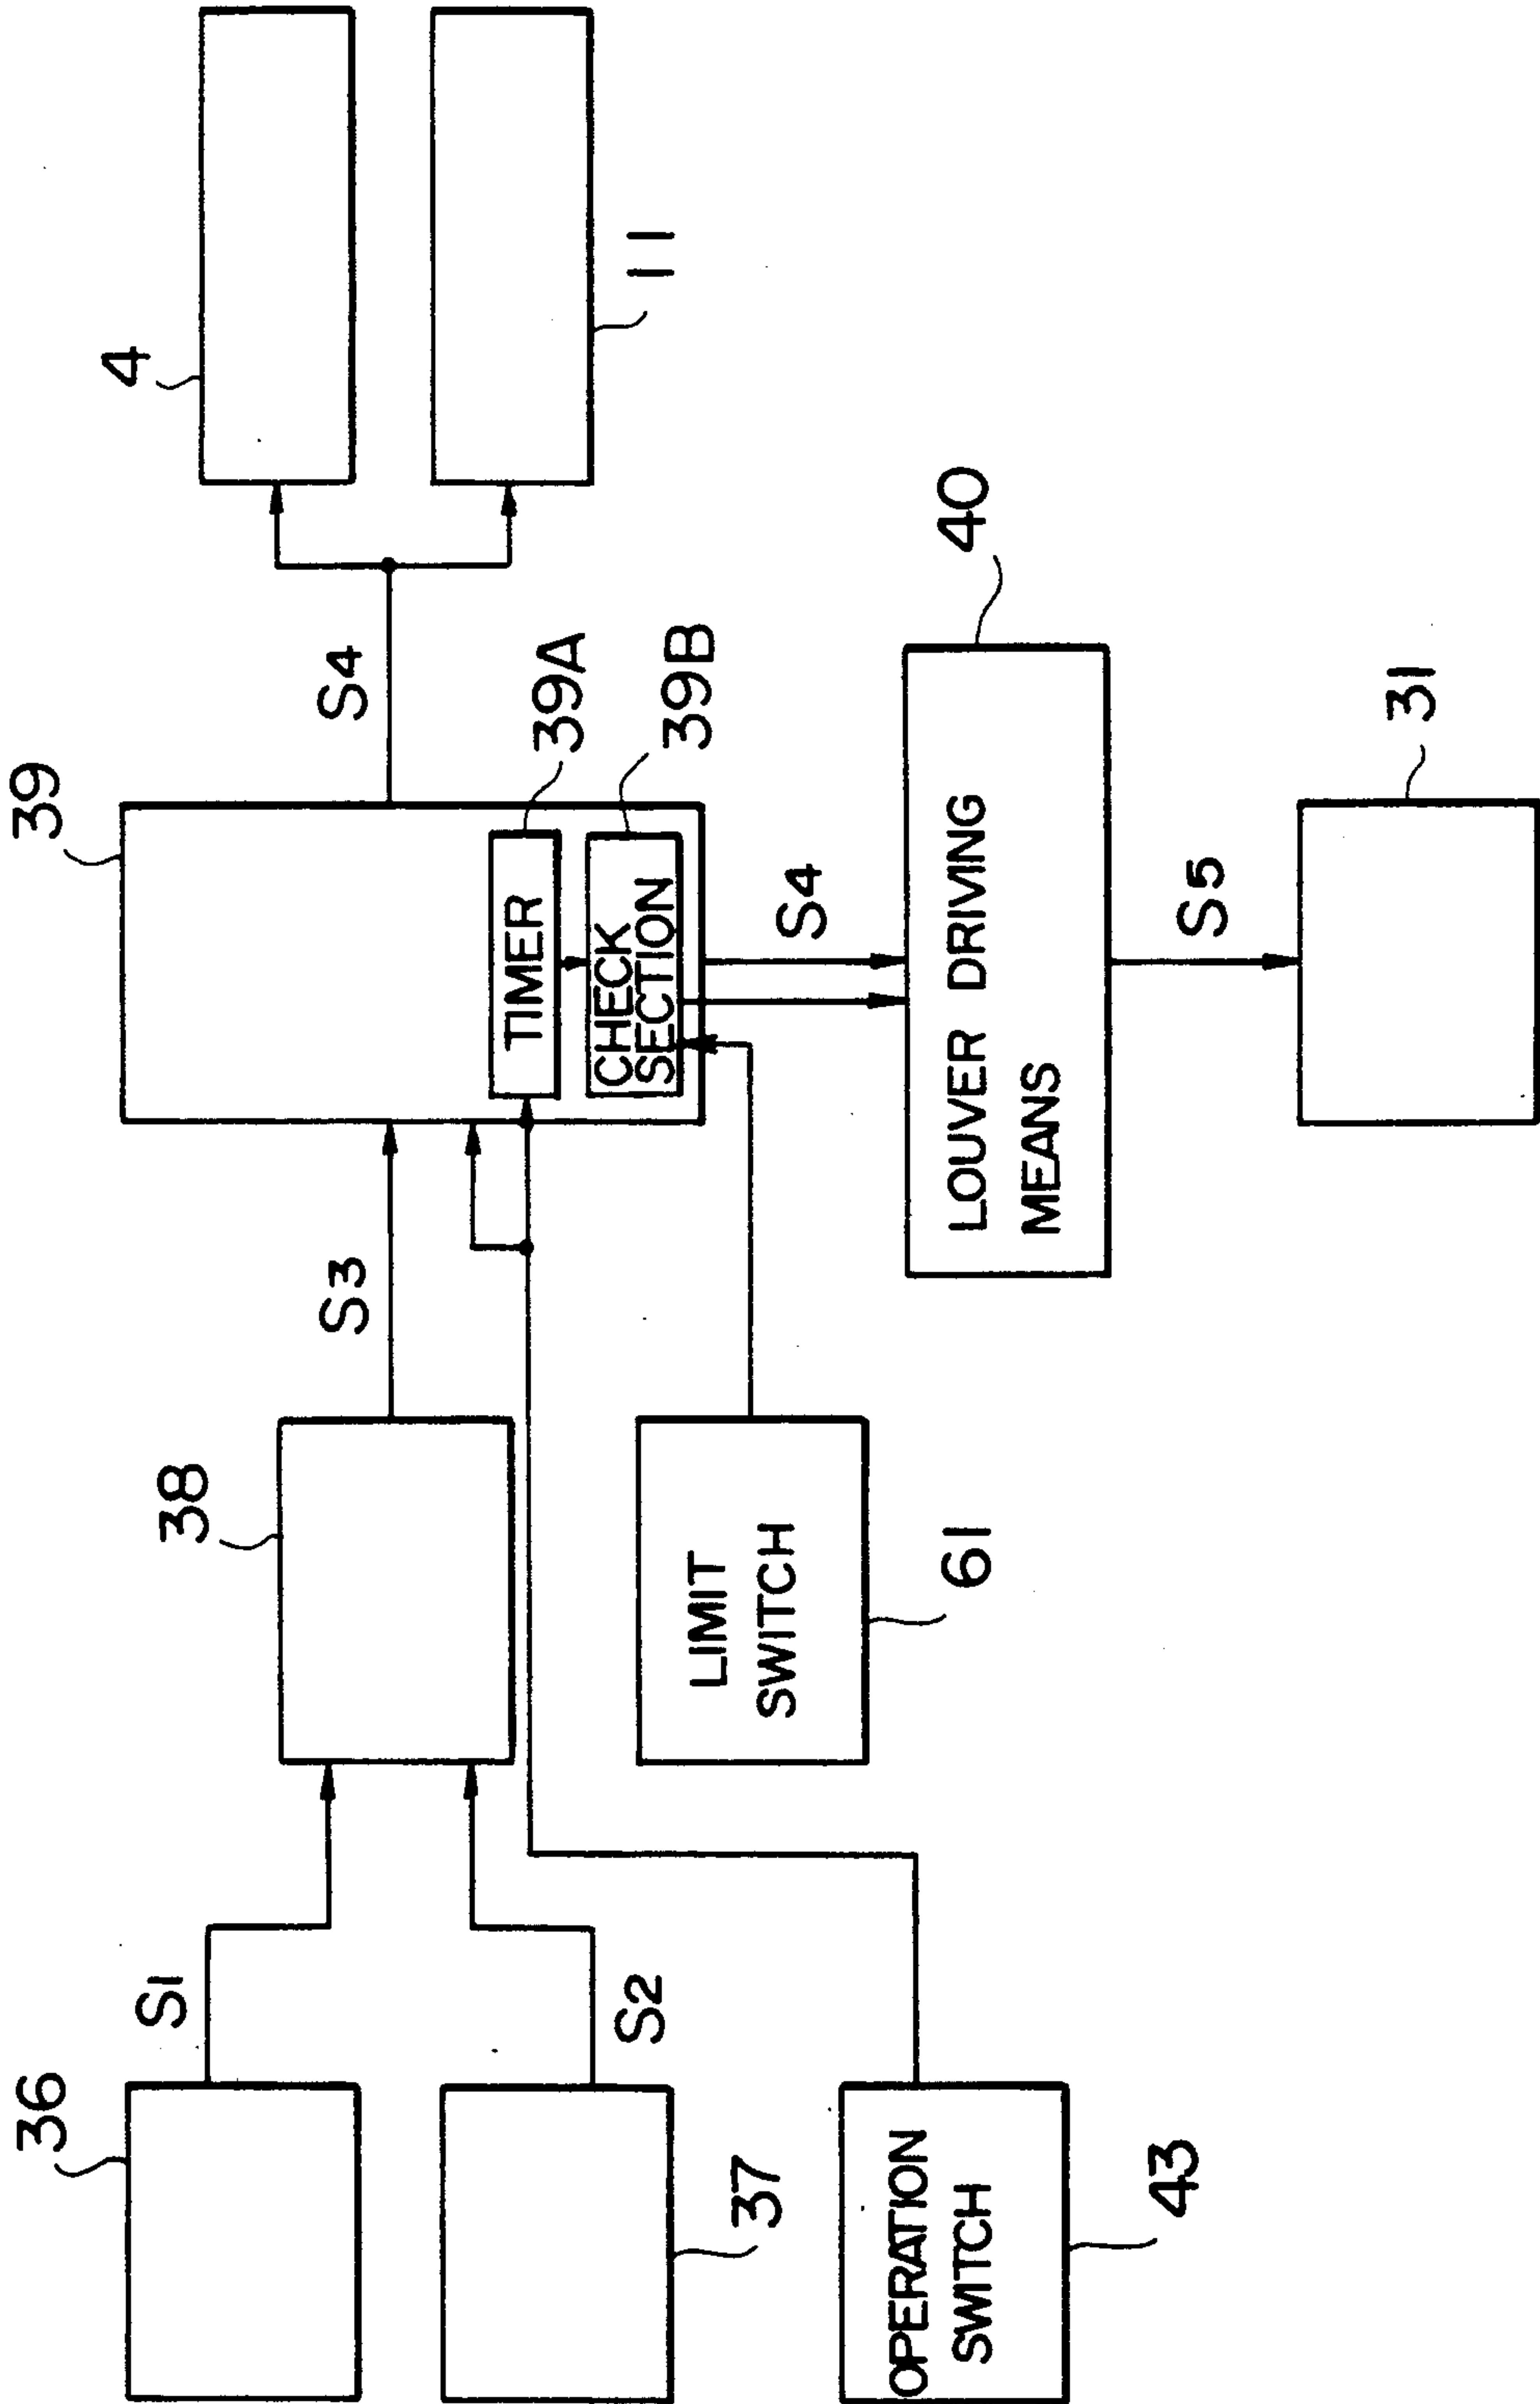 36
S1
37
S2
OPERATION
SWITCH
43
38
S3
LIMIT
SWITCH
61
39
TIMER
39A
CHECK
SECTION
39B
S4
S4
LOUVER DRIVING
MEANS
40
S5
31
4
11